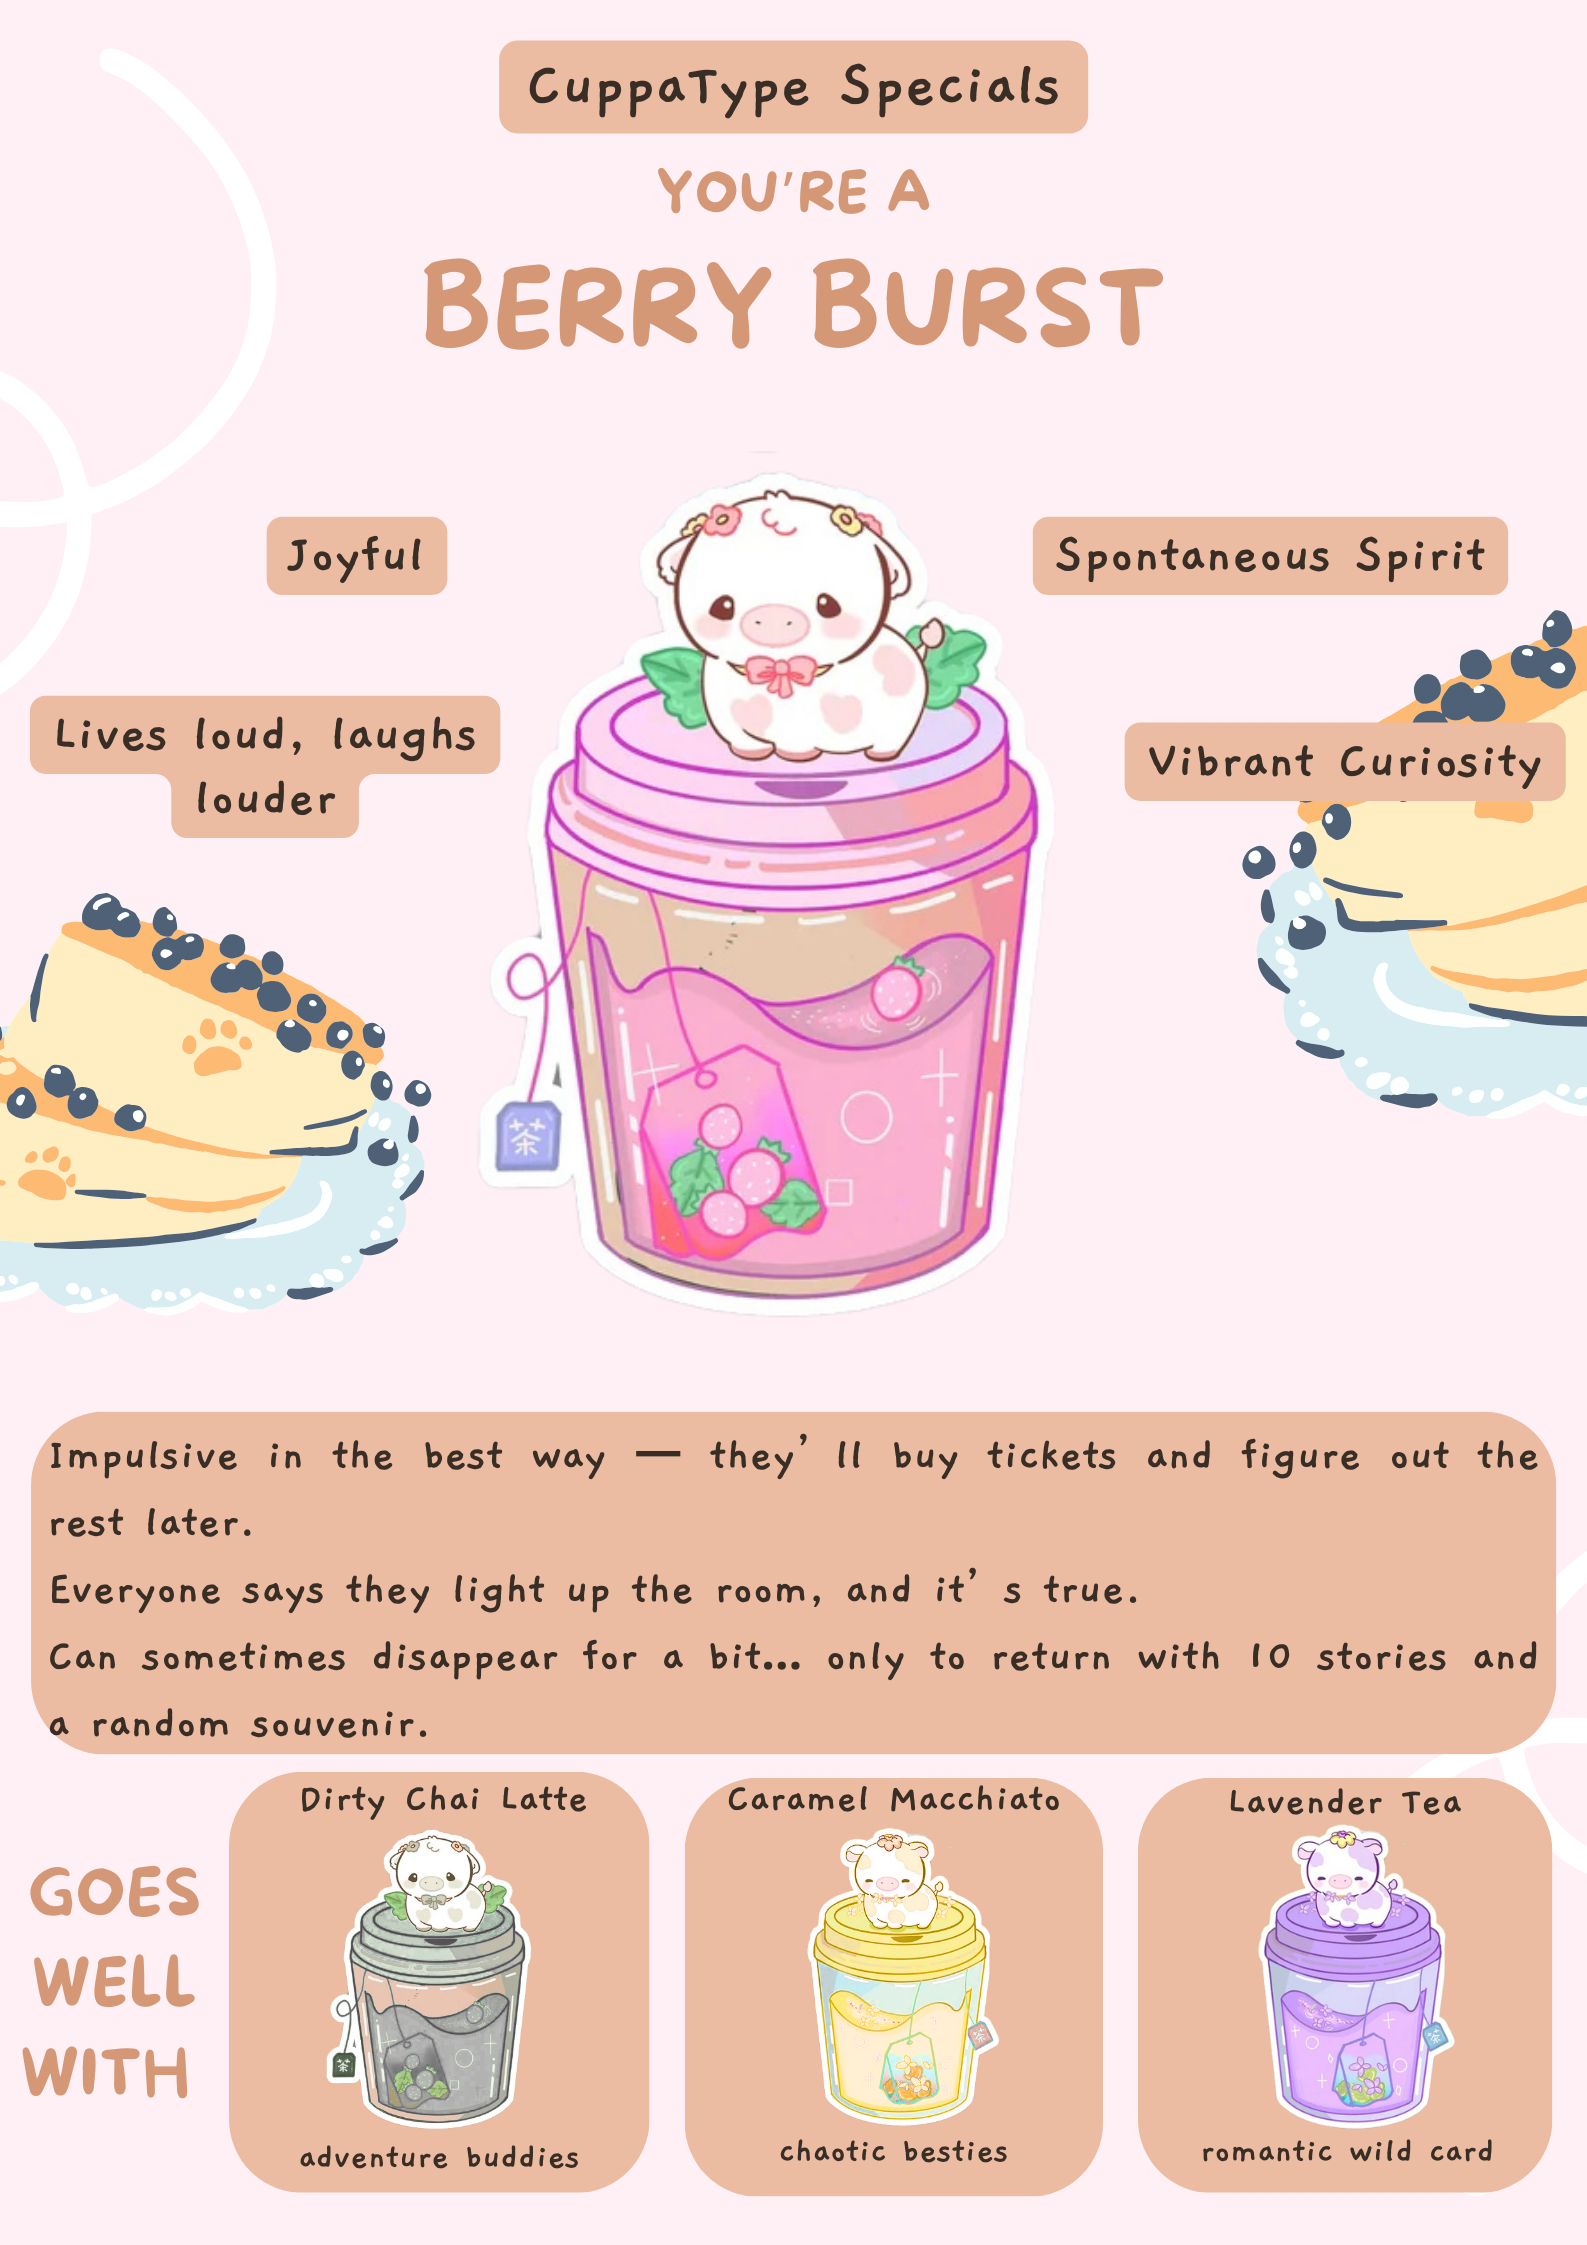 CuppaType Specials
YOU'RE A
BERRY BURST
Joyful
Spontaneous Spirit
Lives loud, laughs
louder
Vibrant Curiosity
茶
Impulsive in the best way — they’ ll buy tickets and figure out the
rest later.
Everyone says they light up the room, and it’ s true.
Can sometimes disappear for a bit… only to return with 10 stories and
a random souvenir.
GOES
WELL
WITH
Dirty Chai Latte
茶
adventure buddies
Caramel Macchiato
茶
chaotic besties
Lavender Tea
茶
romantic wild card